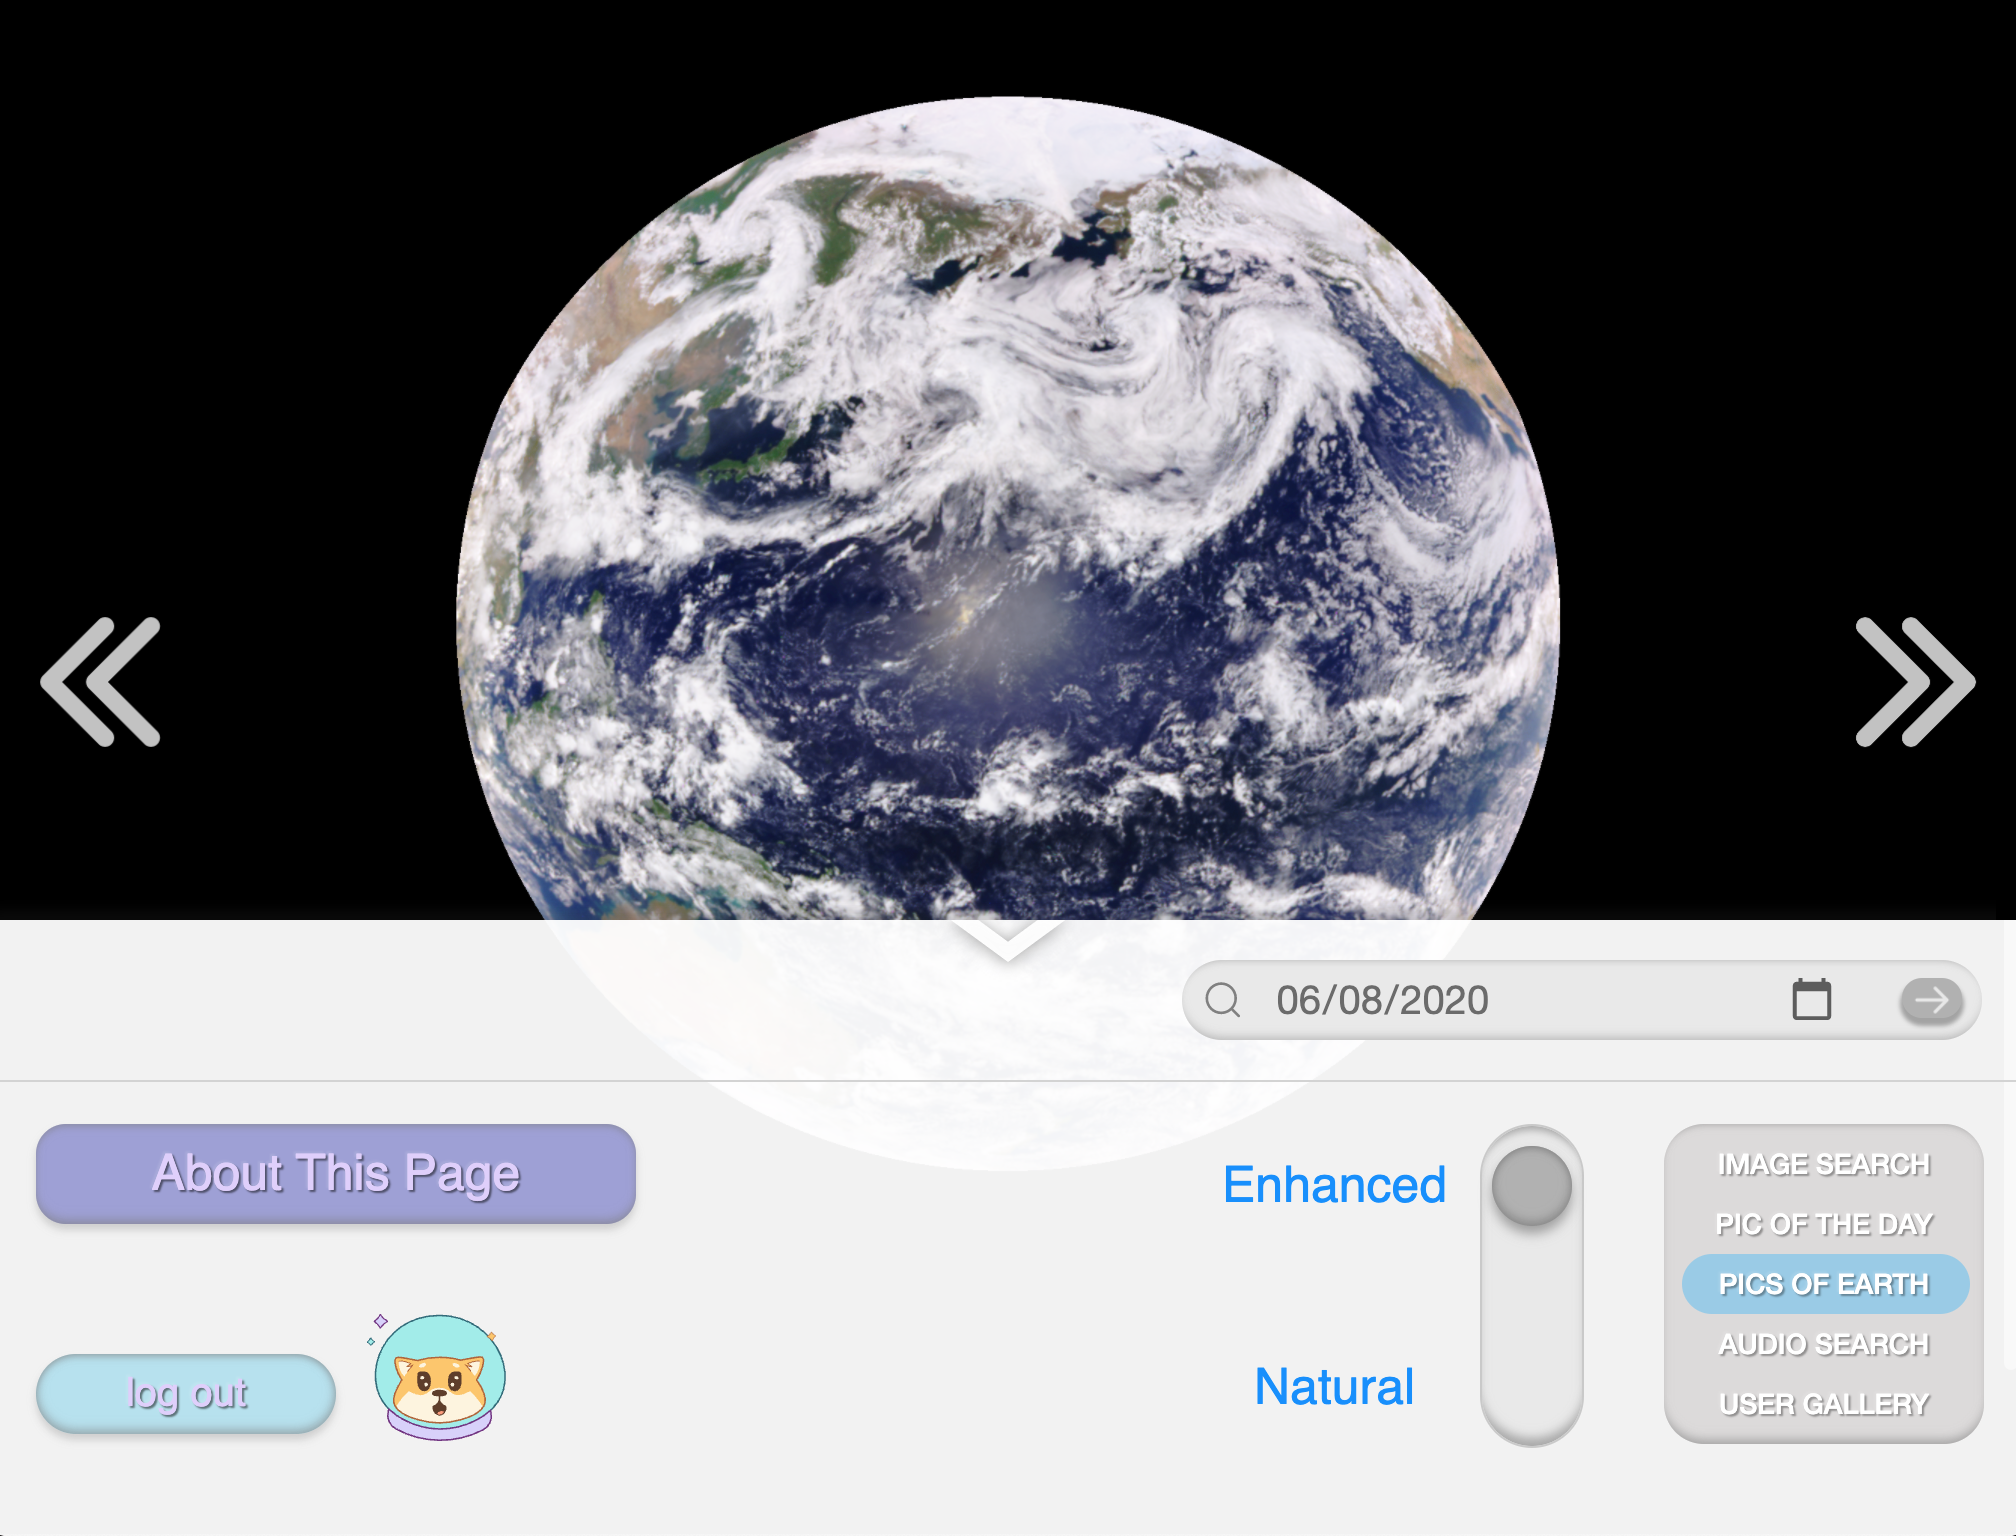 06/08/2020
About This Page
Enhanced
Natural
log out
IMAGE SEARCH
PIC OF THE DAY
PICS OF EARTH
AUDIO SEARCH
USER GALLERY